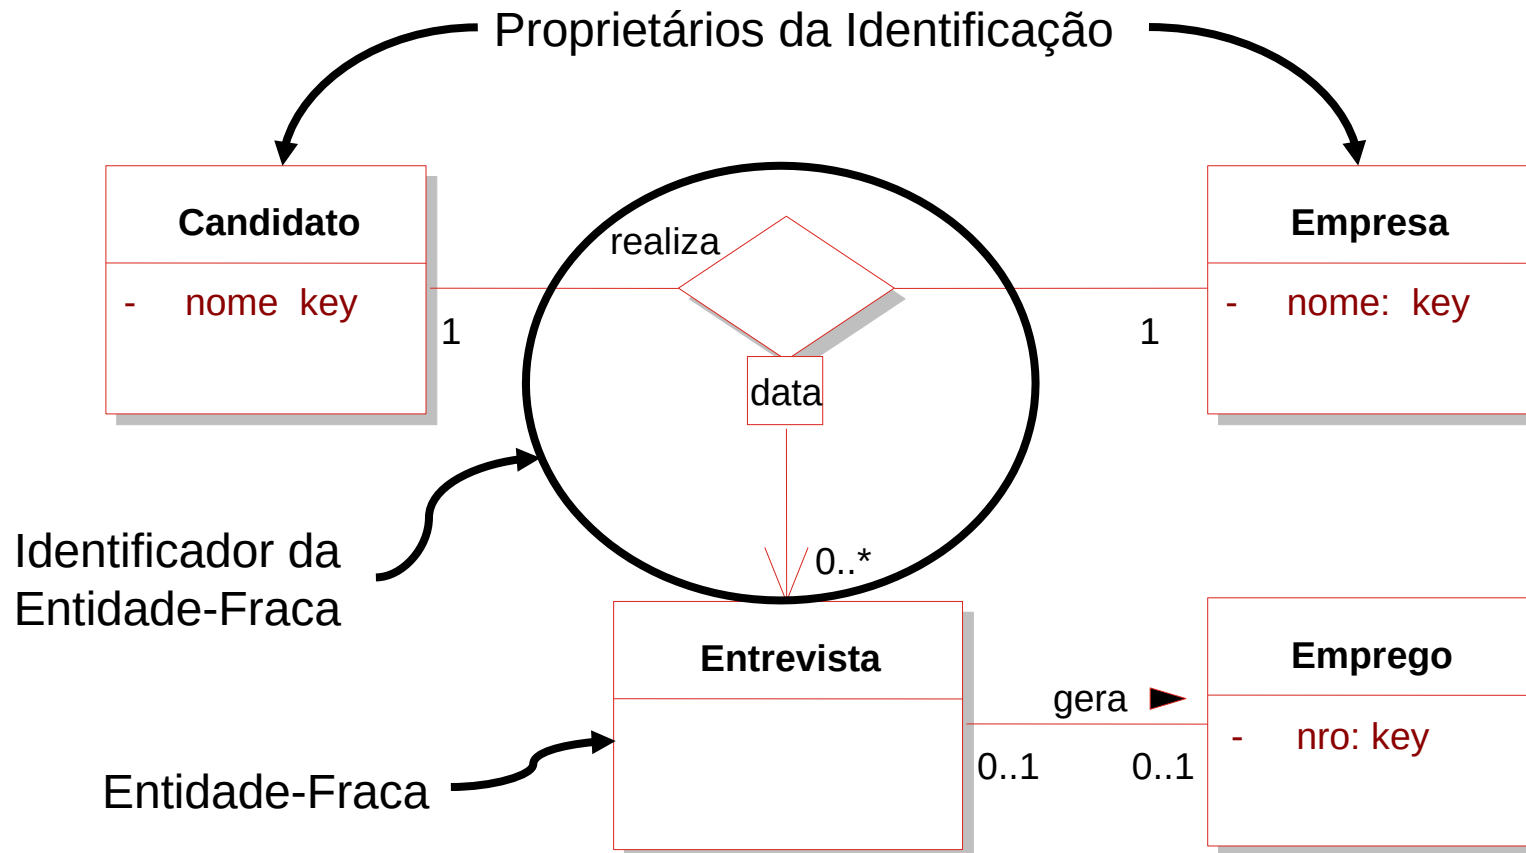 Proprietários da Identificação
Candidato
- nome key
1
realiza
data
0..*
Empresa
- nome: key
1
Identificador da
Entidade-Fraca
Entidade-Fraca
Entrevista
gera
0..1
0..1
Emprego
- nro: key